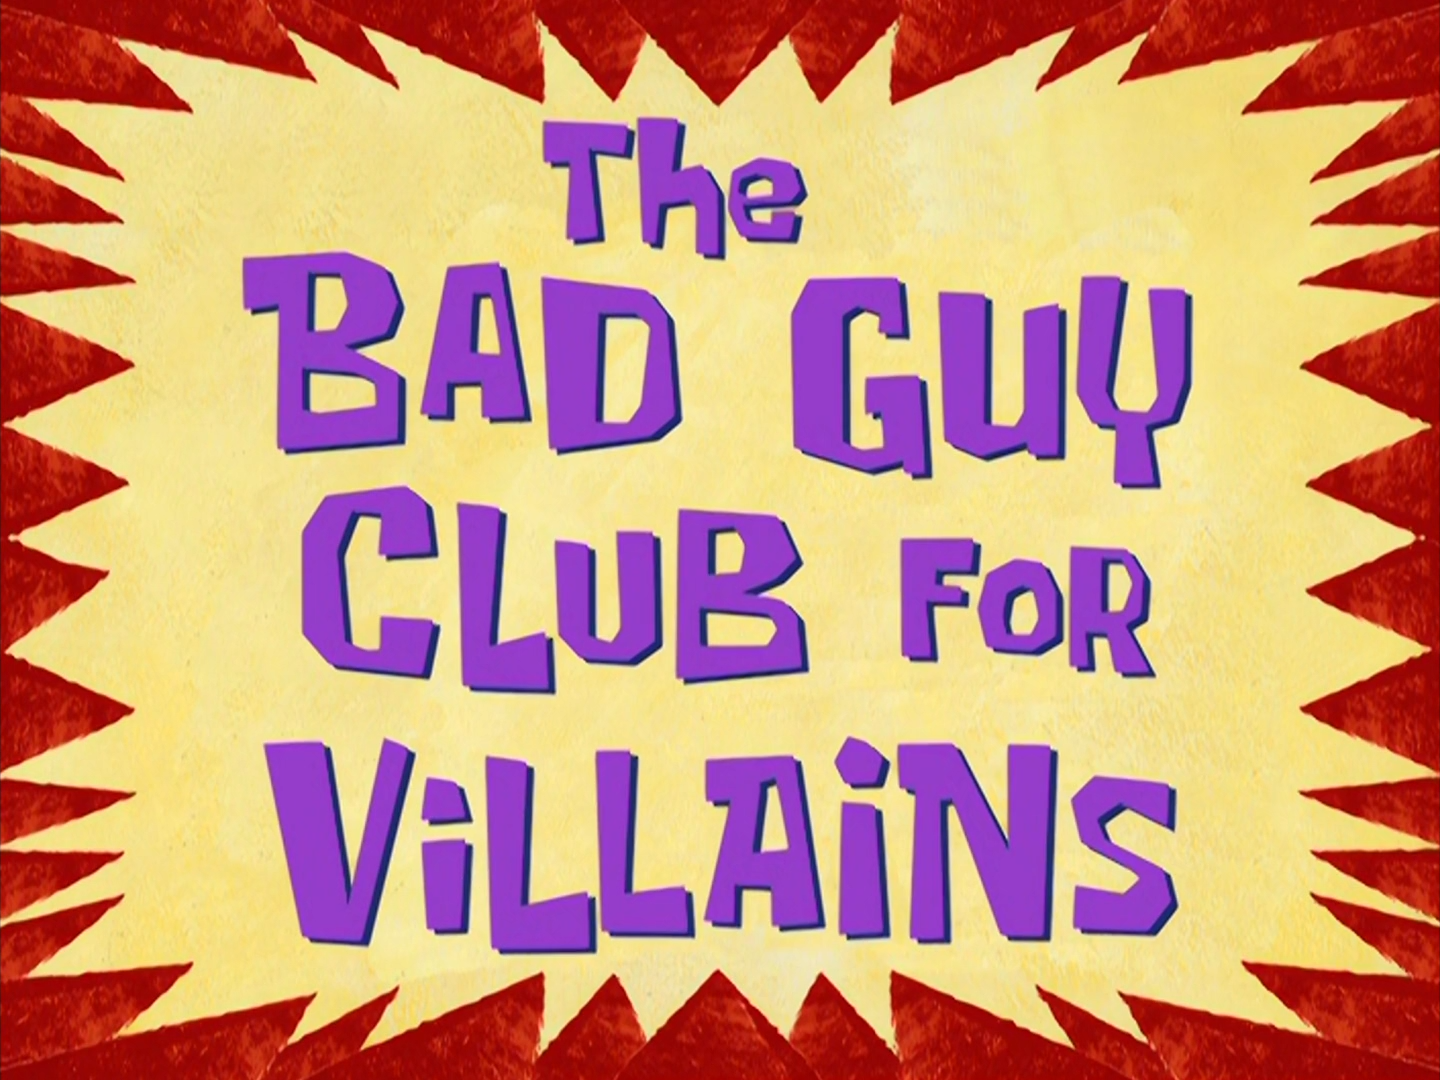 The
BAD GUY
CLUB FOR
ViLLAiNS